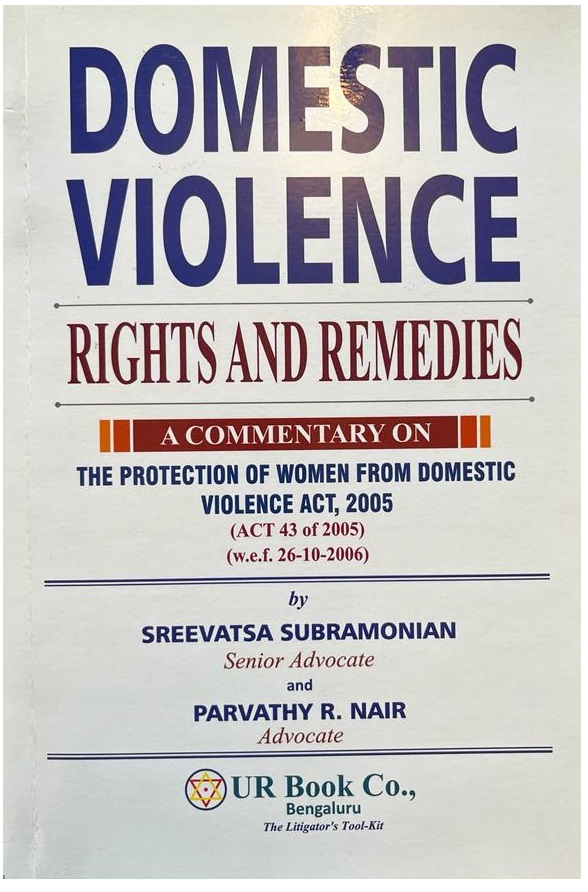 DOMESTIC
VIOLENCE
RIGHTS AND REMEDIES
A COMMENTARY ON
THE PROTECTION OF WOMEN FROM DOMESTIC
VIOLENCE ACT, 2005
(ACT 43 of 2005)
(w.e.f. 26-10-2006)
by
SREEVATSA SUBRAMONIAN
Senior Advocate
and
PARVATHY R. NAIR
Advocate
UR Book Co.,
Bengaluru
The Litigator's Tool-Kit